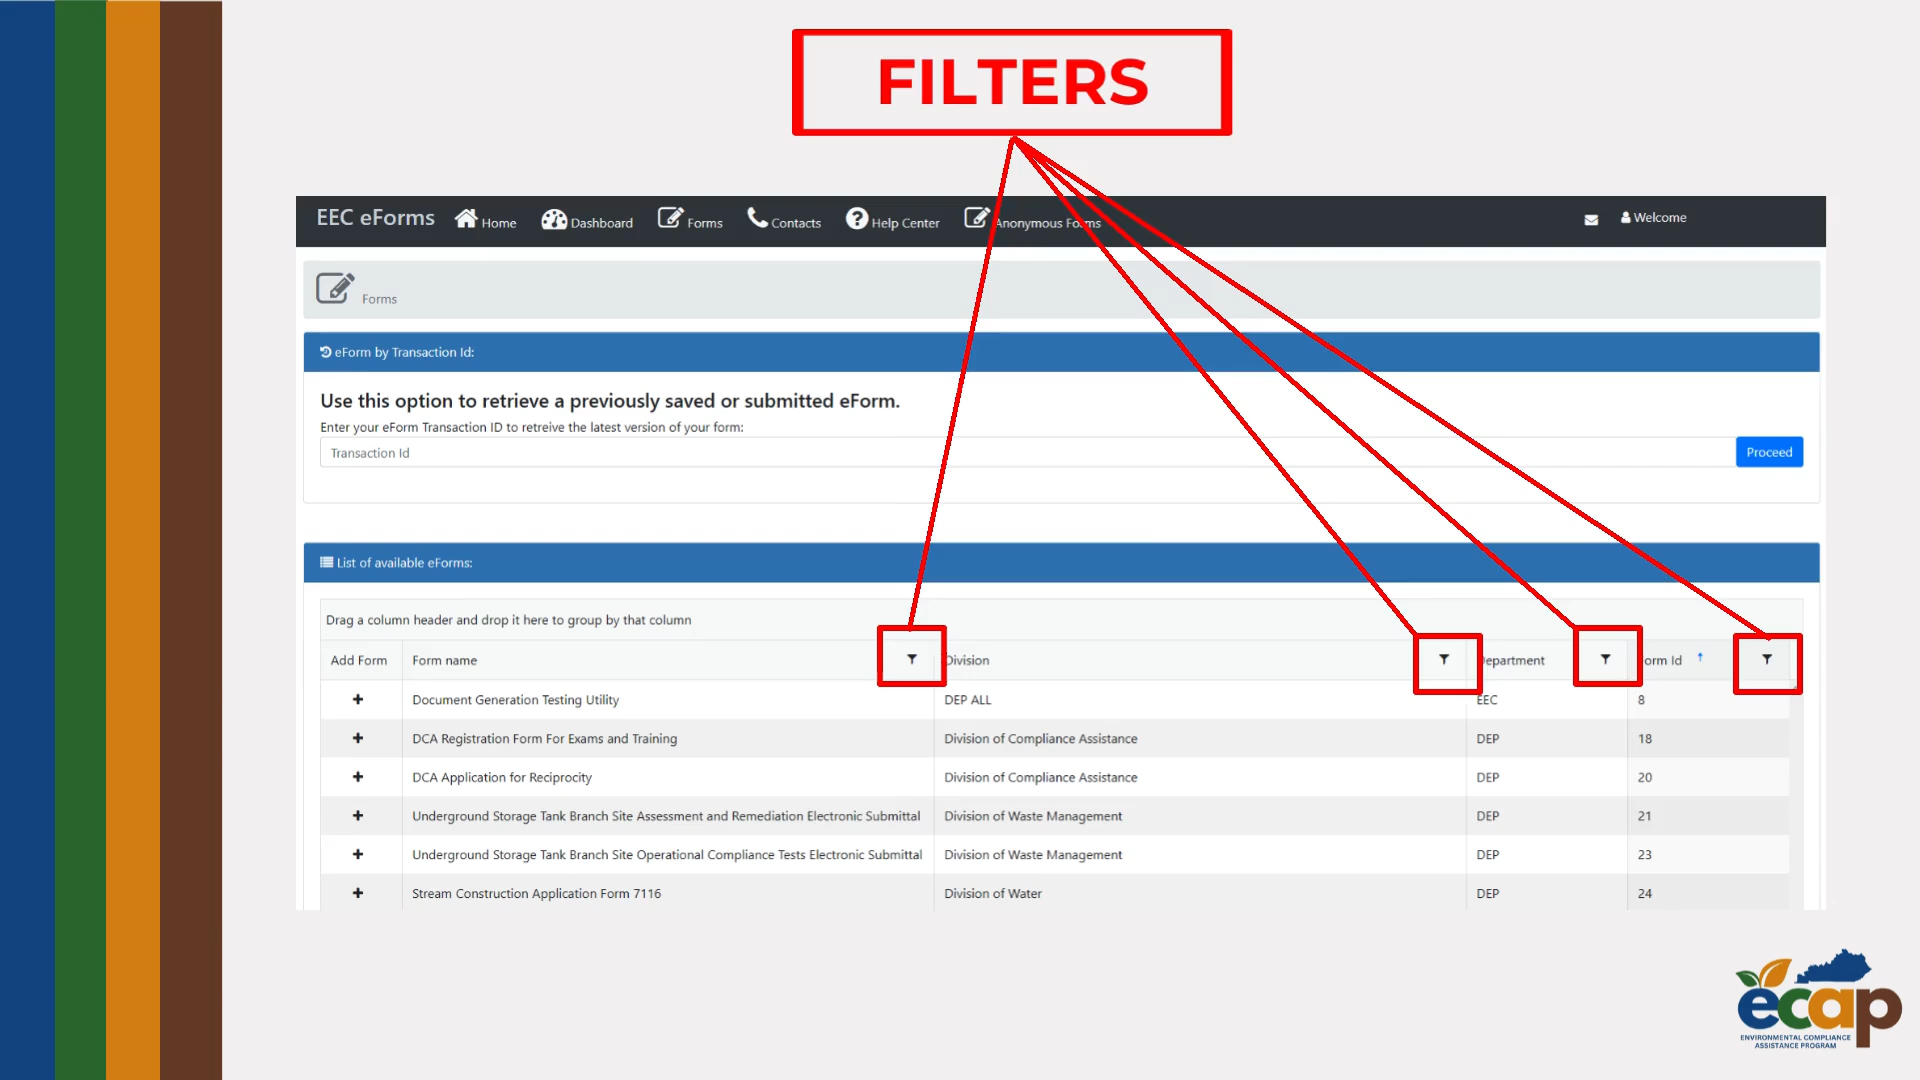 FILTERS
EEC eForms Home Dashboard Forms Contacts Help Center Anonymous Forms Welcome
Forms
eForm by Transaction Id:
Use this option to retrieve a previously saved or submitted eForm.
Enter your eForm Transaction ID to retreive the latest version of your form:
Transaction Id Proceed
List of available eForms:
Drag a column header and drop it here to group by that column
Add Form Form name Division epartment orm Id
Document Generation Testing Utility DEP ALL EEC 8
DCA Registration Form For Exams and Training Division of Compliance Assistance DEP 18
DCA Application for Reciprocity Division of Compliance Assistance DEP 20
Underground Storage Tank Branch Site Assessment and Remediation Electronic Submittal Division of Waste Management DEP 21
Underground Storage Tank Branch Site Operational Compliance Tests Electronic Submittal Division of Waste Management DEP 23
Stream Construction Application Form 7116 Division of Water DEP 24
ecap
ENVIRONMENTAL COMPLIANCE
ASSISTANCE PROGRAM